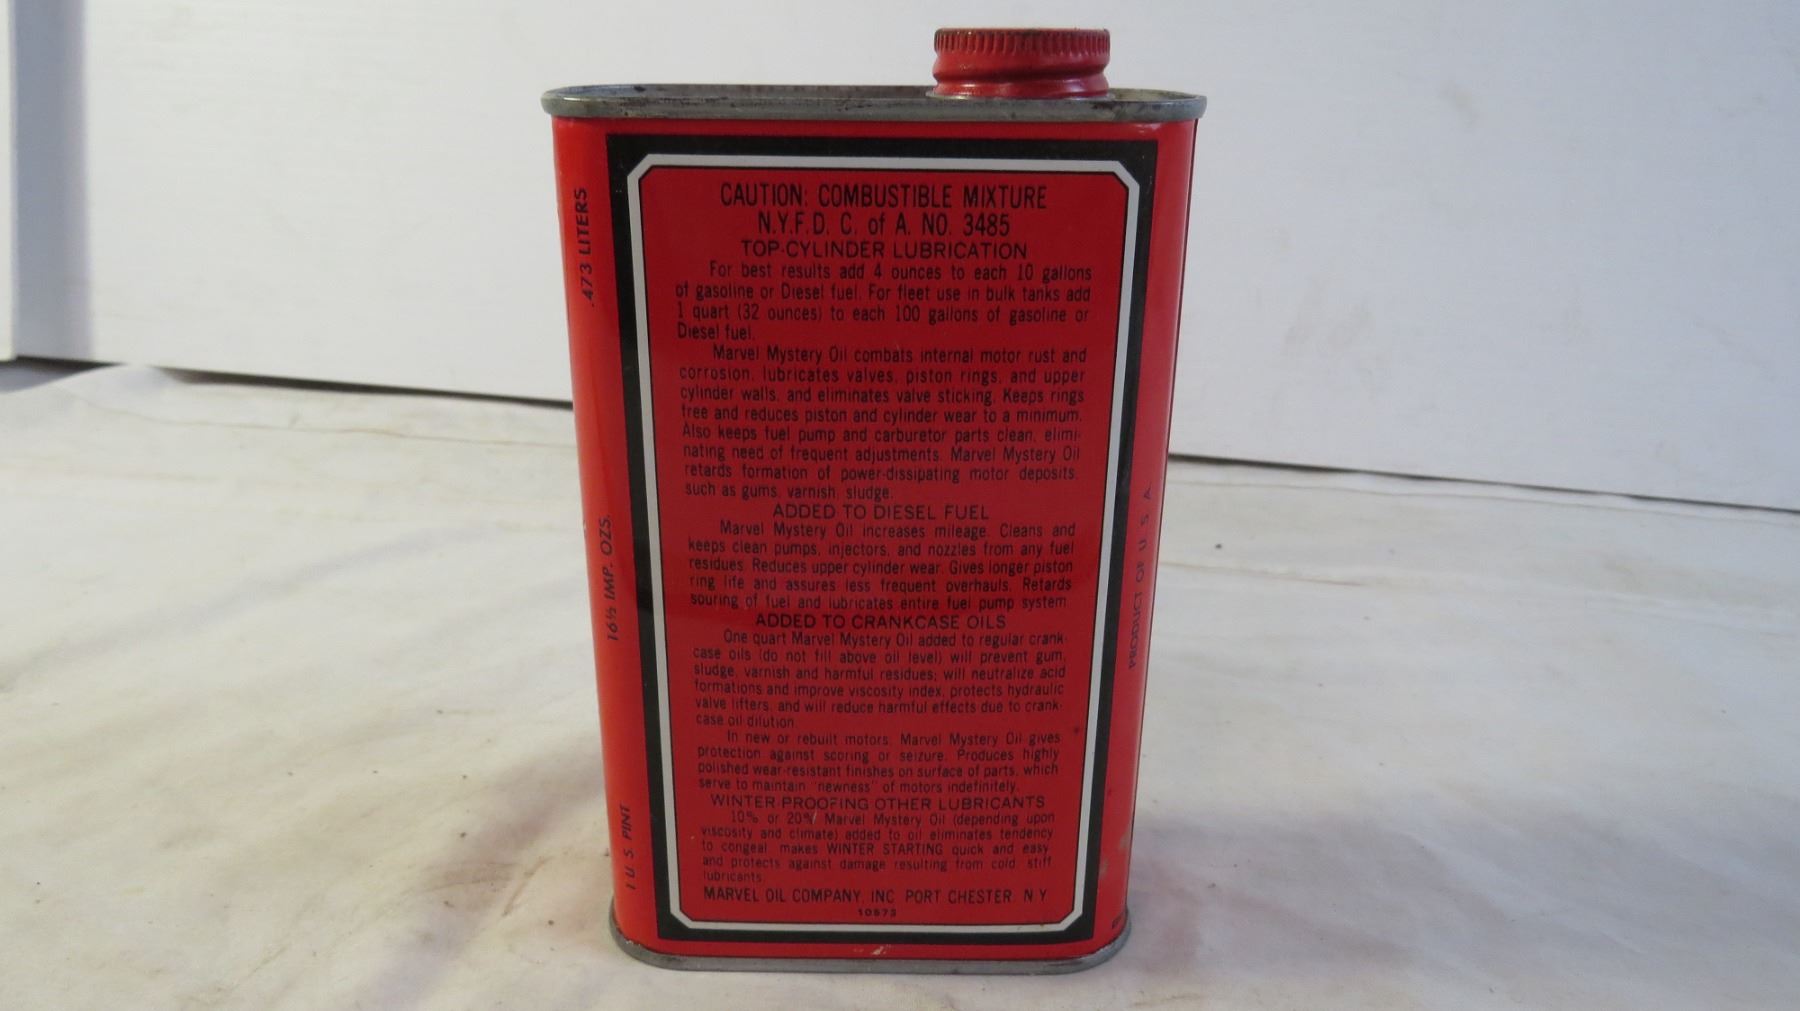 CAUTION: COMBUSTIBLE MIXTURE
N.Y.F.D. C. of A. NO. 3485
TOP-CYLINDER LUBRICATION
For best results add 4 ounces to each 10 gallons
of gasoline or Diesel fuel. For fleet use in bulk tanks add
1 quart (32 ounces) to each 100 gallons of gasoline or
Diesel fuel.
Marvel Mystery Oil combats internal motor rust and
corrosion, lubricates valves, piston rings, and upper
cylinder walls, and eliminates valve sticking. Keeps rings
free and reduces piston and cylinder wear to a minimum.
Also keeps fuel pump and carburetor parts clean, elimi-
nating need of frequent adjustments. Marvel Mystery Oil
retards formation of power-dissipating motor deposits,
such as gums, varnish, sludge.
ADDED TO DIESEL FUEL
Marvel Mystery Oil increases mileage. Cleans and
keeps clean pumps, injectors, and nozzles from any fuel
residues. Reduces upper cylinder wear. Gives longer piston
ring life and assures less frequent overhauls. Retards
souring of fuel and lubricates entire fuel pump system
ADDED TO CRANKCASE OILS
One quart Marvel Mystery Oil added to regular crank-
case oils (do not fill above oil level) will prevent gum,
sludge, varnish and harmful residues; will neutralize acid
formations and improve viscosity index, protects hydraulic
valve lifters, and will reduce harmful effects due to crank-
case oil dilution.
In new or rebuilt motors, Marvel Mystery Oil gives
protection against scoring or seizure. Produces highly
polished wear-resistant finishes on surface of parts, which
serve to maintain "newness" of motors indefinitely.
WINTER-PROOFING OTHER LUBRICANTS
10% or 20% Marvel Mystery Oil (depending upon
viscosity and climate) added to oil eliminates tendency
to congeal, makes WINTER STARTING quick and easy
and protects against damage resulting from cold, stiff
lubricants.
MARVEL OIL COMPANY, INC. PORT CHESTER, N.Y.
10573
1 U.S. PINT
16½ IMP. OZS.
.473 LITERS
PRODUCT OF U.S.A.